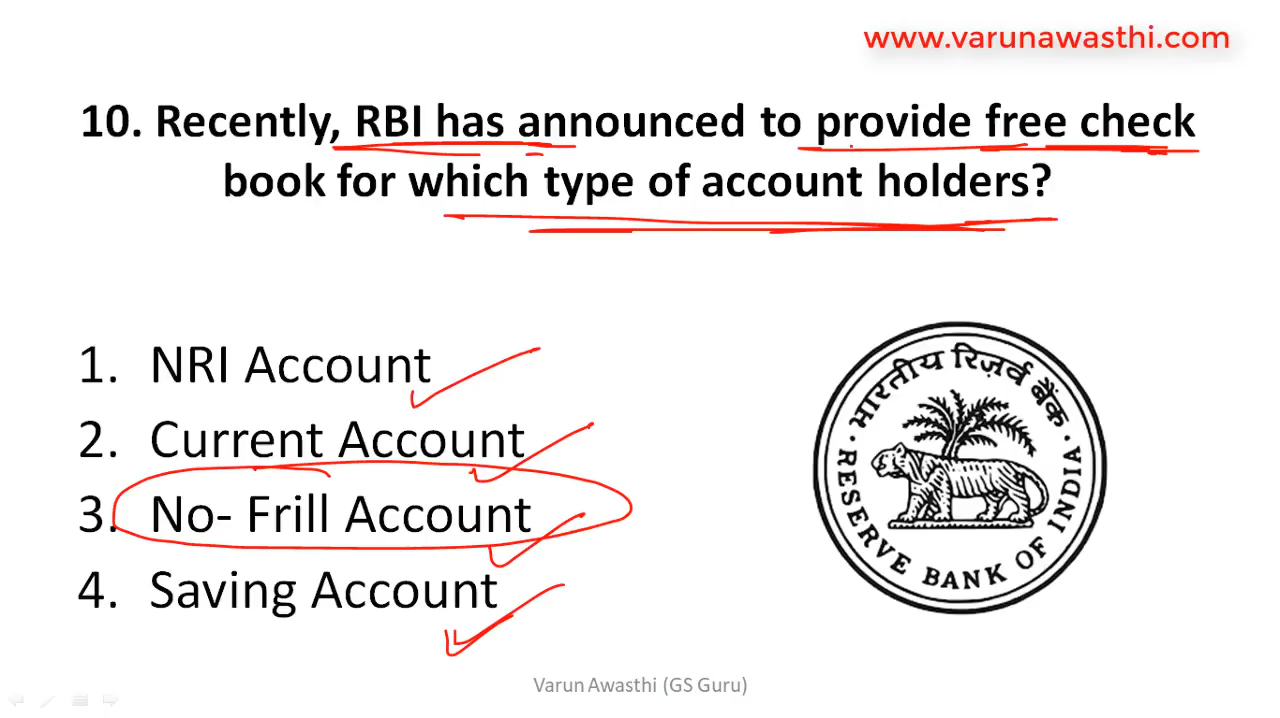 www.varunawasthi.com
10. Recently, RBI has announced to provide free check
book for which type of account holders?
1. NRI Account
2. Current Account
3. No- Frill Account
4. Saving Account
भारतीय रिज़र्व बैंक
RESERVE BANK OF INDIA
Varun Awasthi (GS Guru)